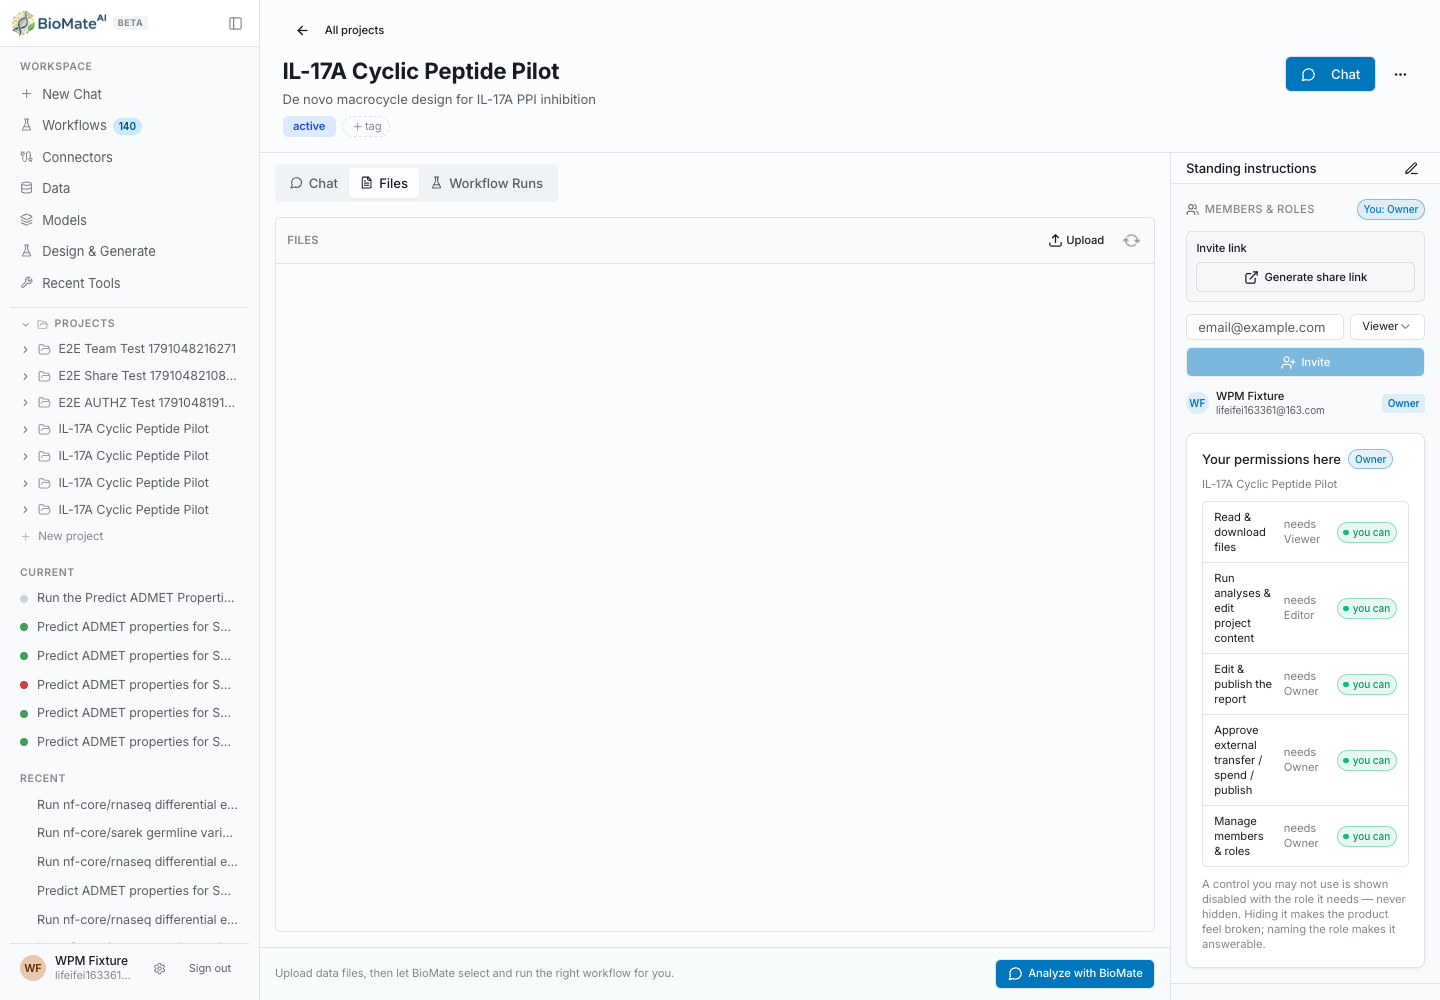 BioMate AI BETA
WORKSPACE
New Chat
Workflows 140
Connectors
Data
Models
Design & Generate
Recent Tools
PROJECTS
E2E Team Test 1791048216271
E2E Share Test 17910482108...
E2E AUTHZ Test 1791048191...
IL-17A Cyclic Peptide Pilot
IL-17A Cyclic Peptide Pilot
IL-17A Cyclic Peptide Pilot
IL-17A Cyclic Peptide Pilot
New project
CURRENT
Run the Predict ADMET Properti...
Predict ADMET properties for S...
Predict ADMET properties for S...
Predict ADMET properties for S...
Predict ADMET properties for S...
Predict ADMET properties for S...
RECENT
Run nf-core/rnaseq differential e...
Run nf-core/sarek germline vari...
Run nf-core/rnaseq differential e...
Predict ADMET properties for S...
Run nf-core/rnaseq differential e...
WF WPM Fixture
lifeifei163361...
Sign out
All projects
IL-17A Cyclic Peptide Pilot
De novo macrocycle design for IL-17A PPI inhibition
active + tag
Chat
Chat Files Workflow Runs
FILES
Upload
Upload data files, then let BioMate select and run the right workflow for you.
Analyze with BioMate
Standing instructions
MEMBERS & ROLES You: Owner
Invite link
Generate share link
email@example.com Viewer
Invite
WF WPM Fixture
lifeifei163361@163.com
Owner
Your permissions here Owner
IL-17A Cyclic Peptide Pilot
Read &
download
files
needs
Viewer
you can
Run
analyses &
edit
project
content
needs
Editor
you can
Edit &
publish the
report
needs
Owner
you can
Approve
external
transfer /
spend /
publish
needs
Owner
you can
Manage
members
& roles
needs
Owner
you can
A control you may not use is shown
disabled with the role it needs — never
hidden. Hiding it makes the product
feel broken; naming the role makes it
answerable.